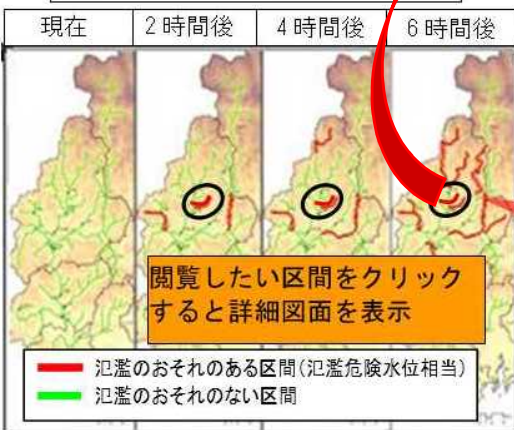 現在
2時間後
4時間後
6時間後
閲覧したい区間をクリック
すると詳細図面を表示
氾濫のおそれのある区間(氾濫危険水位相当)
氾濫のおそれのない区間